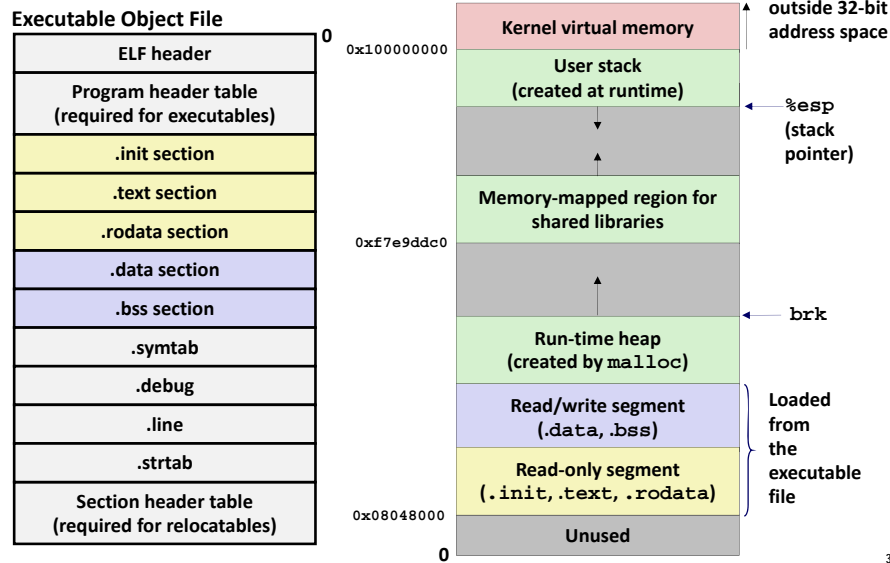 Executable Object File
0
ELF header
Program header table
(required for executables)
.init section
.text section
.rodata section
.data section
.bss section
.symtab
.debug
.line
.strtab
Section header table
(required for relocatables)
outside 32-bit
address space
Kernel virtual memory
0x100000000
User stack
(created at runtime)
%esp
(stack
pointer)
Memory-mapped region for
shared libraries
0xf7e9ddc0
brk
Run-time heap
(created by malloc)
Read/write segment
(.data, .bss)
Loaded
from
the
executable
file
Read-only segment
(.init, .text, .rodata)
0x08048000
Unused
0
3